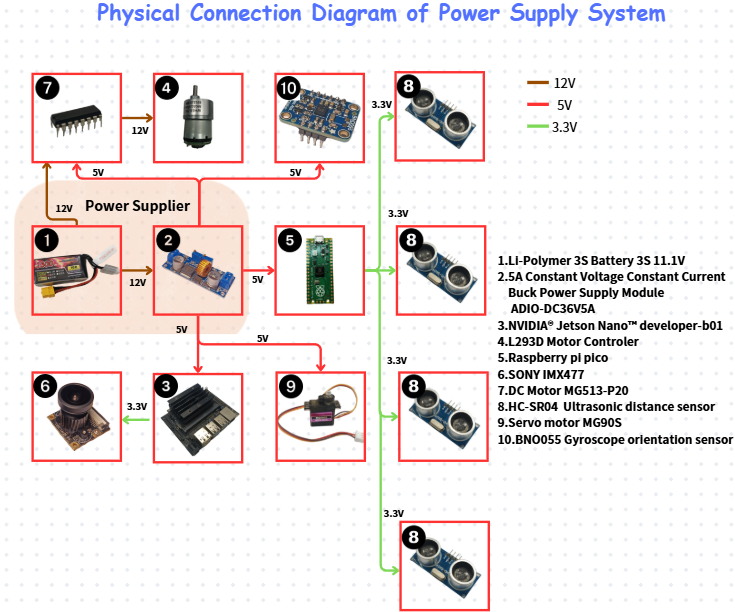 Physical Connection Diagram of Power Supply System
7
4
10
8
3.3V
12V
12V
5V
3.3V
5V
5V
12V
Power Supplier
3.3V
1
2
5
8
12V
5V
1.LI-Polymer 3S Battery 3S 11.1V
2.5A Constant Voltage Constant Current
Buck Power Supply Module
ADIO-DC36V5A
3.NVIDIA® Jetson Nano™ developer-b01
4.L293D Motor Controler
5.Raspberry pi pico
6.SONY IMX477
7.DC Motor MG513-P20
8.HC-SR04 Ultrasonic distance sensor
9.Servo motor MG90S
10.BNO055 Gyroscope orientation sensor
5V
5V
3.3V
6
3
9
8
3.3V
3.3V
8